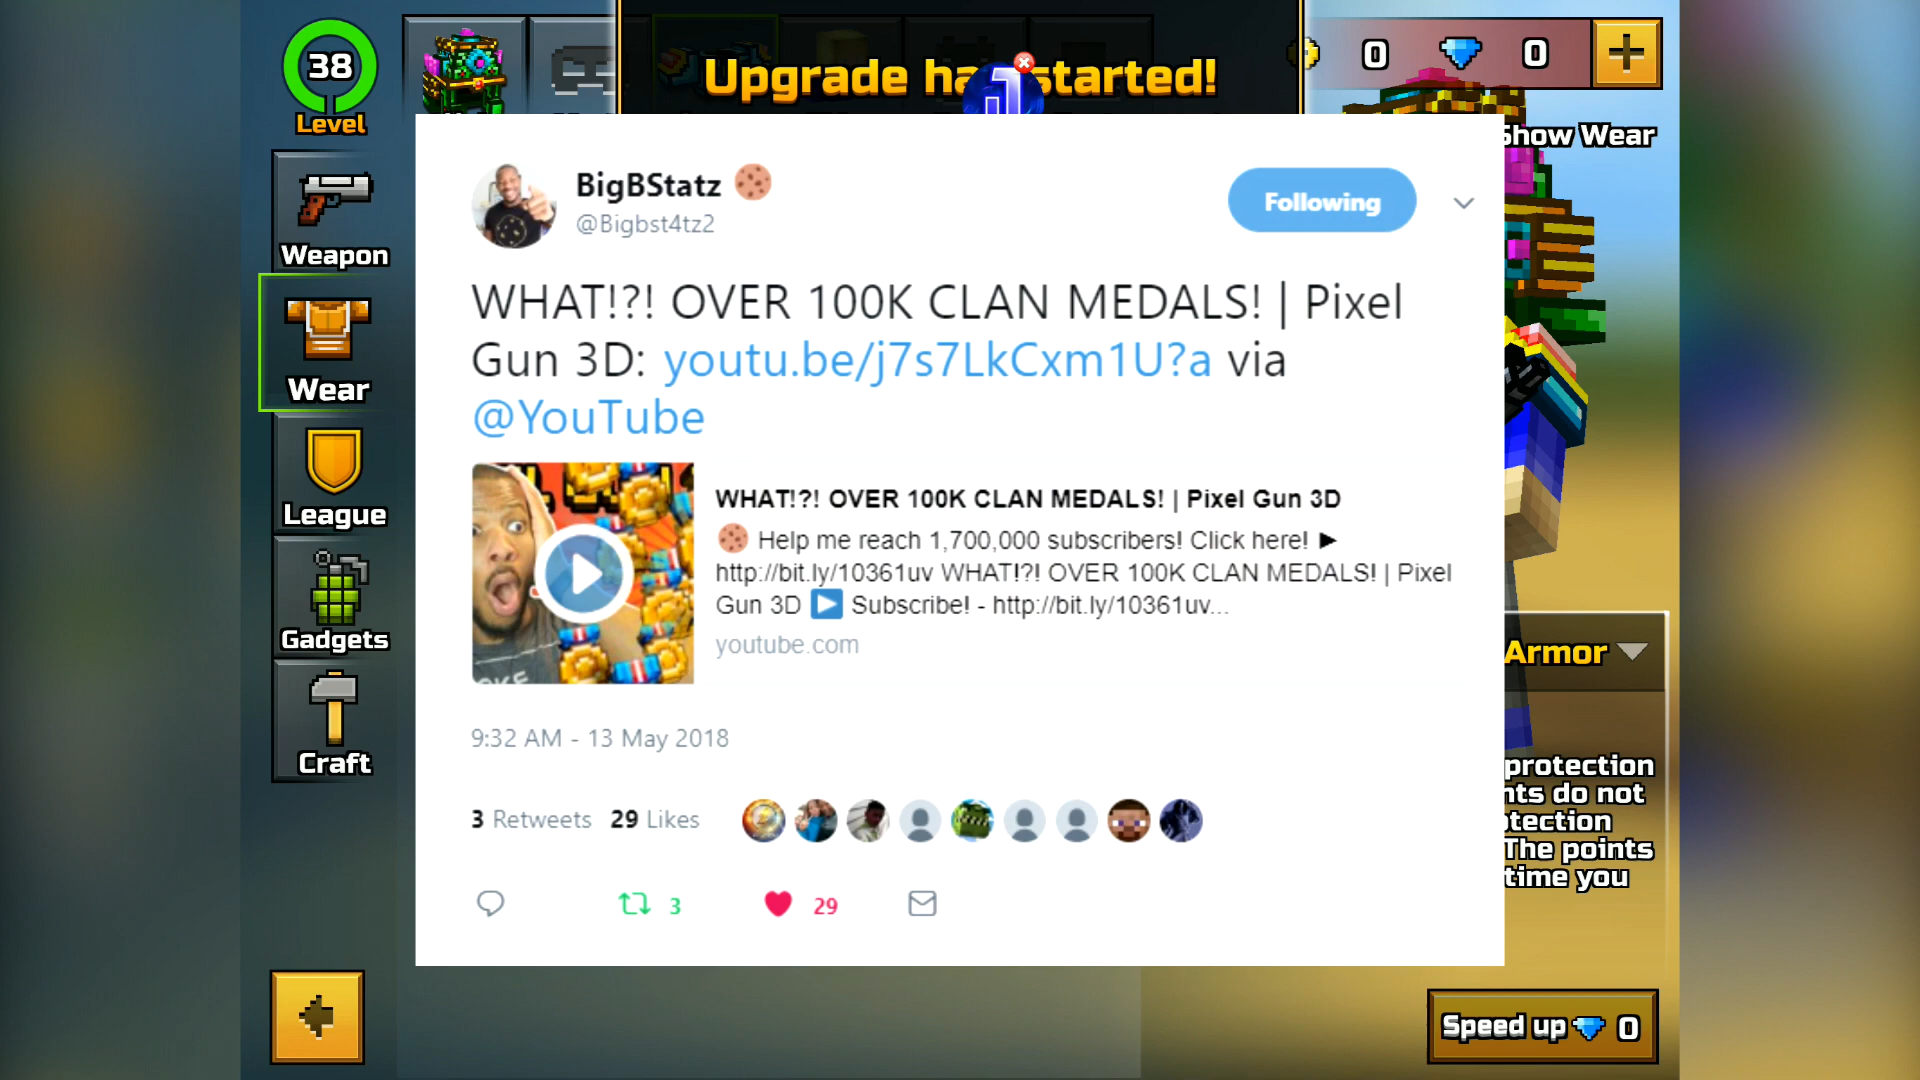 38
Level
Upgrade ha started!
0
0
Show Wear
Weapon
Wear
League
Gadgets
Craft
BigBStatz
@Bigbst4tz2
Following
WHAT!?! OVER 100K CLAN MEDALS! | Pixel
Gun 3D: youtu.be/j7s7LkCxm1U?a via
@YouTube
WHAT!?! OVER 100K CLAN MEDALS! | Pixel Gun 3D
Help me reach 1,700,000 subscribers! Click here! ►
http://bit.ly/10361uv WHAT!?! OVER 100K CLAN MEDALS! | Pixel
Gun 3D ▶ Subscribe! - http://bit.ly/10361uv...
youtube.com
9:32 AM - 13 May 2018
3 Retweets 29 Likes
3
29
Armor
protection
nts do not
tection
The points
time you
Speed up 0